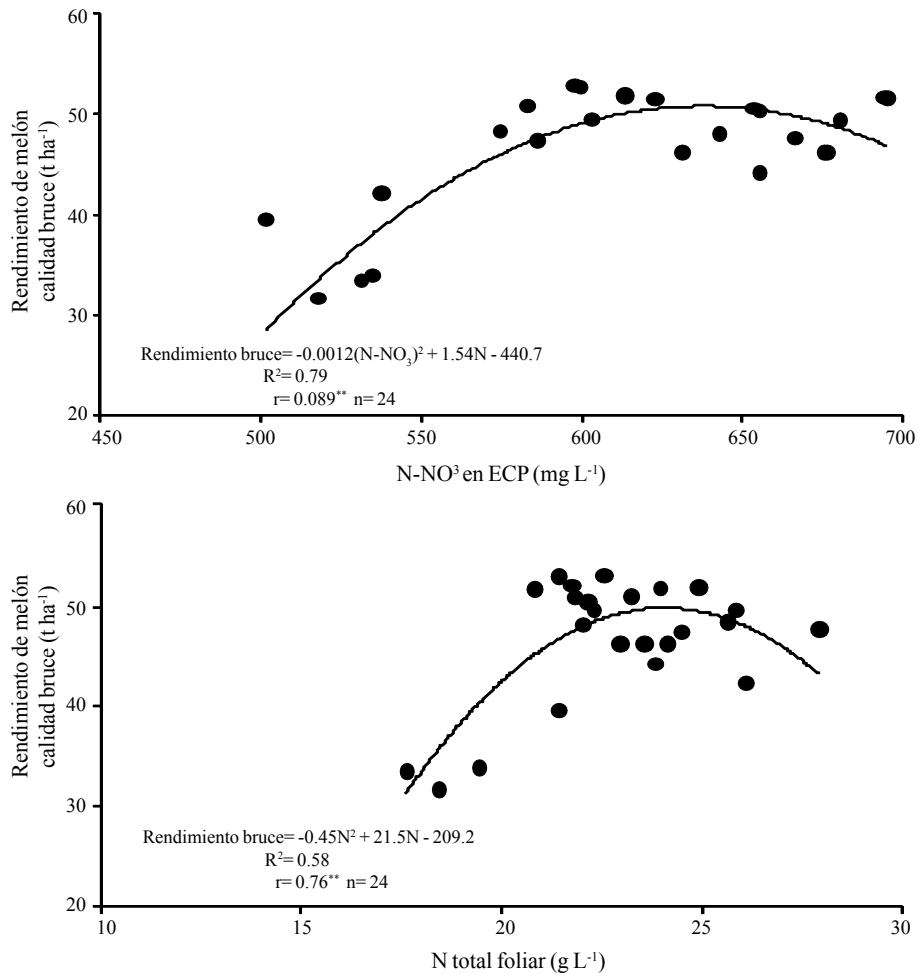 60
50
40
30
20
Rendimiento de melón
calidad bruce (t ha⁻¹)
Rendimiento bruce= -0.0012(N-NO₃)² + 1.54N - 440.7
R²= 0.79
r= 0.089** n= 24
450 500 550 600 650 700
N-NO³ en ECP (mg L⁻¹)
60
50
40
30
20
Rendimiento de melón
calidad bruce (t ha⁻¹)
Rendimiento bruce= -0.45N² + 21.5N - 209.2
R²= 0.58
r= 0.76** n= 24
10 15 20 25 30
N total foliar (g L⁻¹)